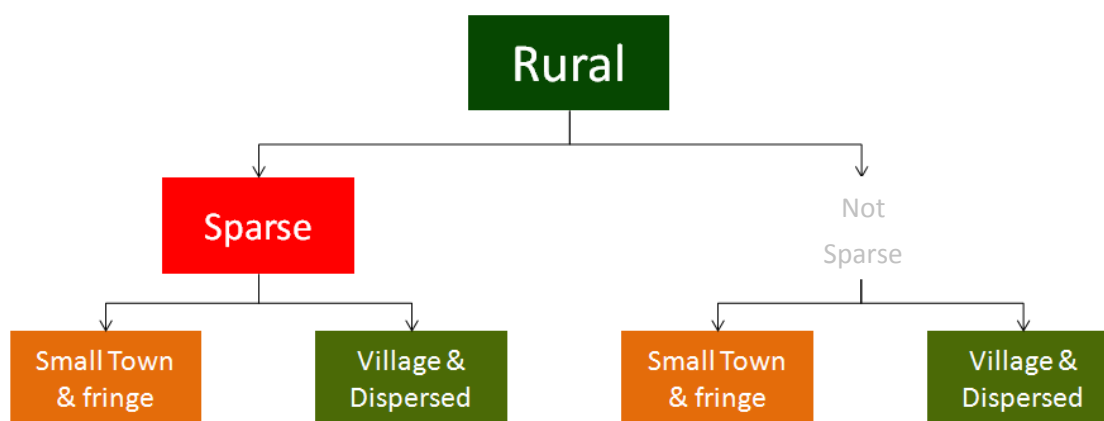 Rural
Sparse
Not
Sparse
Small Town
& fringe
Village &
Dispersed
Small Town
& fringe
Village &
Dispersed